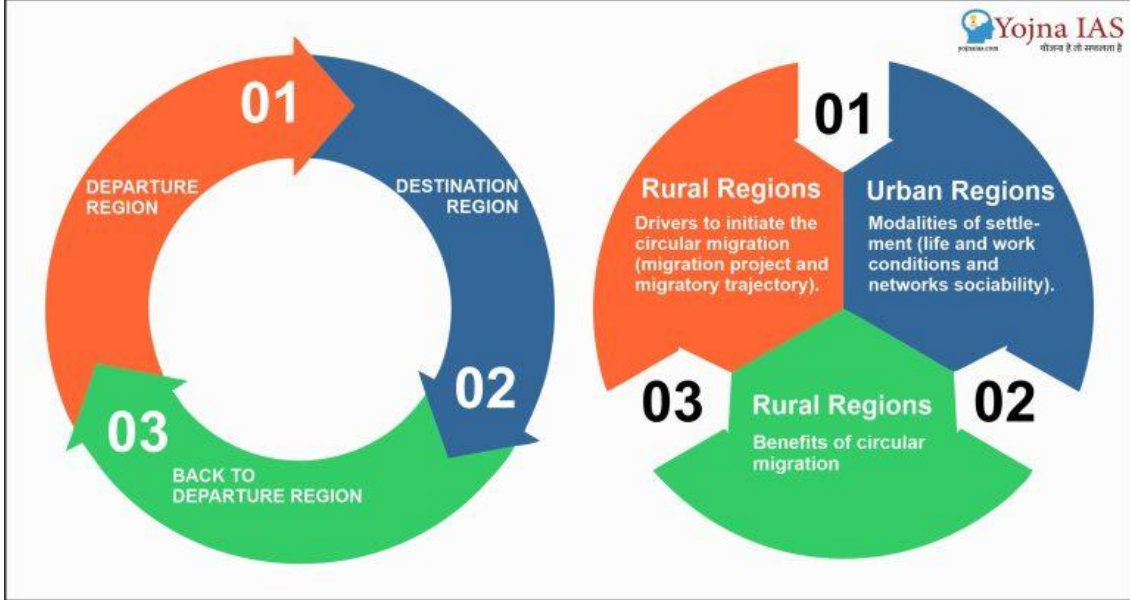 Yojna IAS
yojnaias.com
योजना है तो सफलता है
01
DEPARTURE
REGION
DESTINATION
REGION
02
03
BACK TO
DEPARTURE REGION
01
Rural Regions
Drivers to initiate the
circular migration
(migration project and
migratory trajectory).
Urban Regions
Modalities of settle-
ment (life and work
conditions and
networks sociability).
03
02
Rural Regions
Benefits of circular
migration